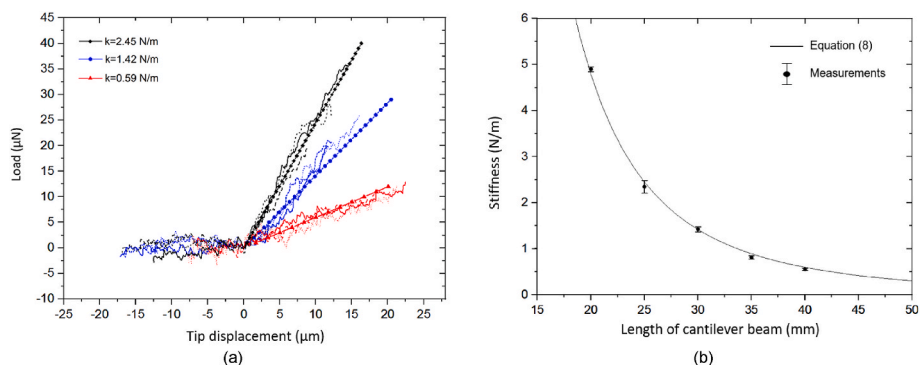 45
40
35
30
25
20
15
10
5
0
-5
-10
k=2.45 N/m
k=1.42 N/m
k=0.59 N/m
Load (μN)
-25 -20 -15 -10 -5 0 5 10 15 20 25
Tip displacement (μm)
(a)
6
5
4
3
2
1
0
Equation (8)
Measurements
Stiffness (N/m)
15 20 25 30 35 40 45 50
Length of cantilever beam (mm)
(b)